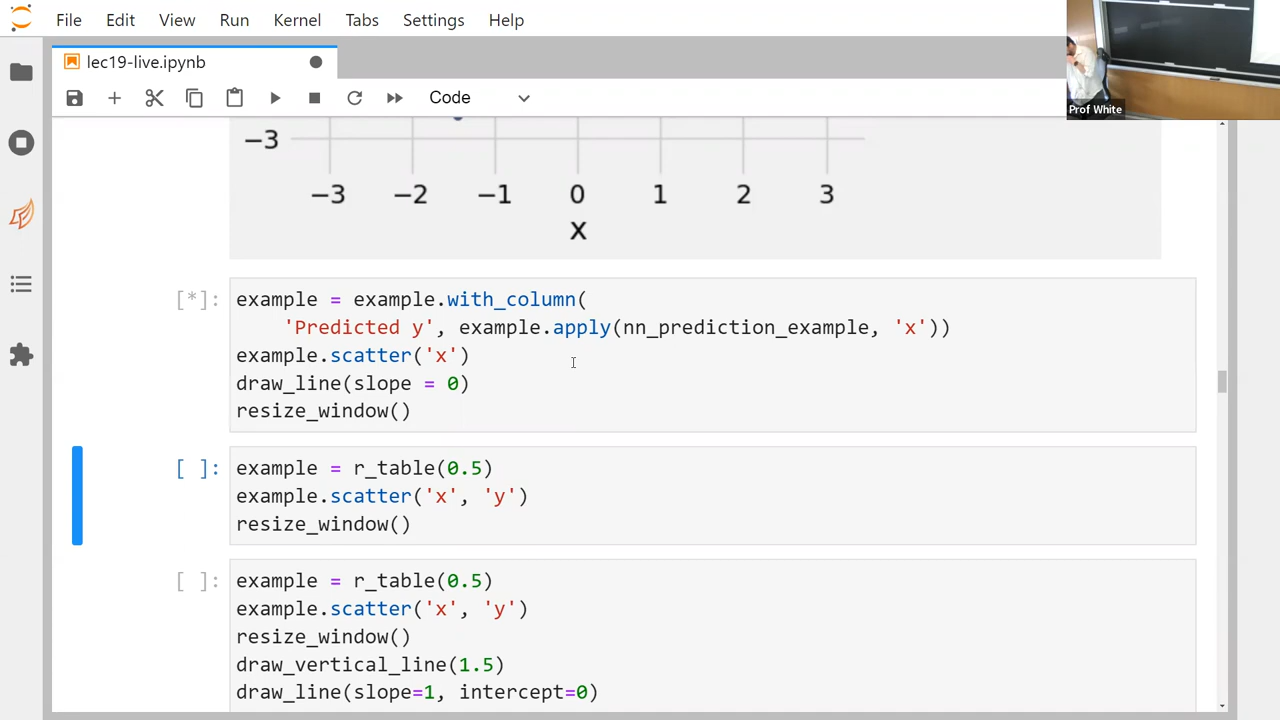 File Edit View Run Kernel Tabs Settings Help
lec19-live.ipynb
Code
Prof White
−3
−3 −2 −1 0 1 2 3
x
[*]: example = example.with_column(
'Predicted y', example.apply(nn_prediction_example, 'x'))
example.scatter('x')
draw_line(slope = 0)
resize_window()
[ ]: example = r_table(0.5)
example.scatter('x', 'y')
resize_window()
[ ]: example = r_table(0.5)
example.scatter('x', 'y')
resize_window()
draw_vertical_line(1.5)
draw_line(slope=1, intercept=0)